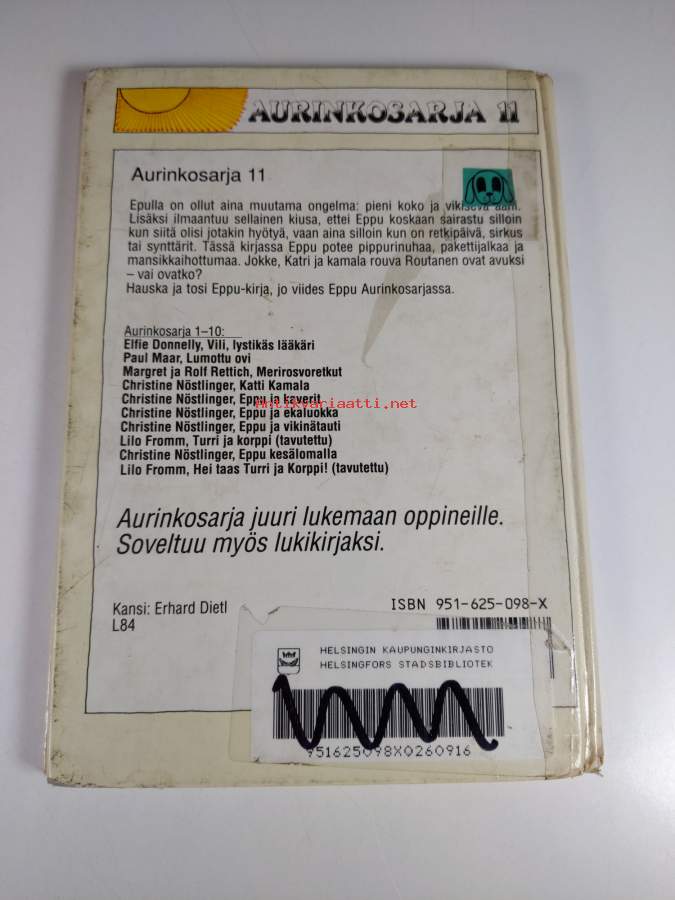 AURINKOSARJA 11
Aurinkosarja 11
Epulla on ollut aina muutama ongelma: pieni koko ja vikisevä ääni.
Lisäksi ilmaantuu sellainen kiusa, ettei Eppu koskaan sairastu silloin
kun siitä olisi jotakin hyötyä, vaan aina silloin kun on retkipäivä, sirkus
tai synttärit. Tässä kirjassa Eppu potee pippurinuhaa, pakettijalkaa ja
mansikkaihottumaa. Jokke, Katri ja kamala rouva Routanen ovat avuksi
– vai ovatko?
Hauska ja tosi Eppu-kirja, jo viides Eppu Aurinkosarjassa.
Aurinkosarja 1–10:
Elfie Donnelly, Vili, lystikäs lääkäri
Paul Maar, Lumottu ovi
Margret ja Rolf Rettich, Merirosvoretkut
Christine Nöstlinger, Katti Kamala
Christine Nöstlinger, Eppu ja kaverit
antikvariaatti.net
Christine Nöstlinger, Eppu ja ekaluokka
Christine Nöstlinger, Eppu ja vikinätauti
Lilo Fromm, Turri ja korppi (tavutettu)
Christine Nöstlinger, Eppu kesälomalla
Lilo Fromm, Hei taas Turri ja Korppi! (tavutettu)
Aurinkosarja juuri lukemaan oppineille.
Soveltuu myös lukikirjaksi.
Kansi: Erhard Dietl
L84
ISBN 951-625-098-X
HELSINGIN KAUPUNGINKIRJASTO
HELSINGFORS STADSBIBLIOTEK
951625098X0260916